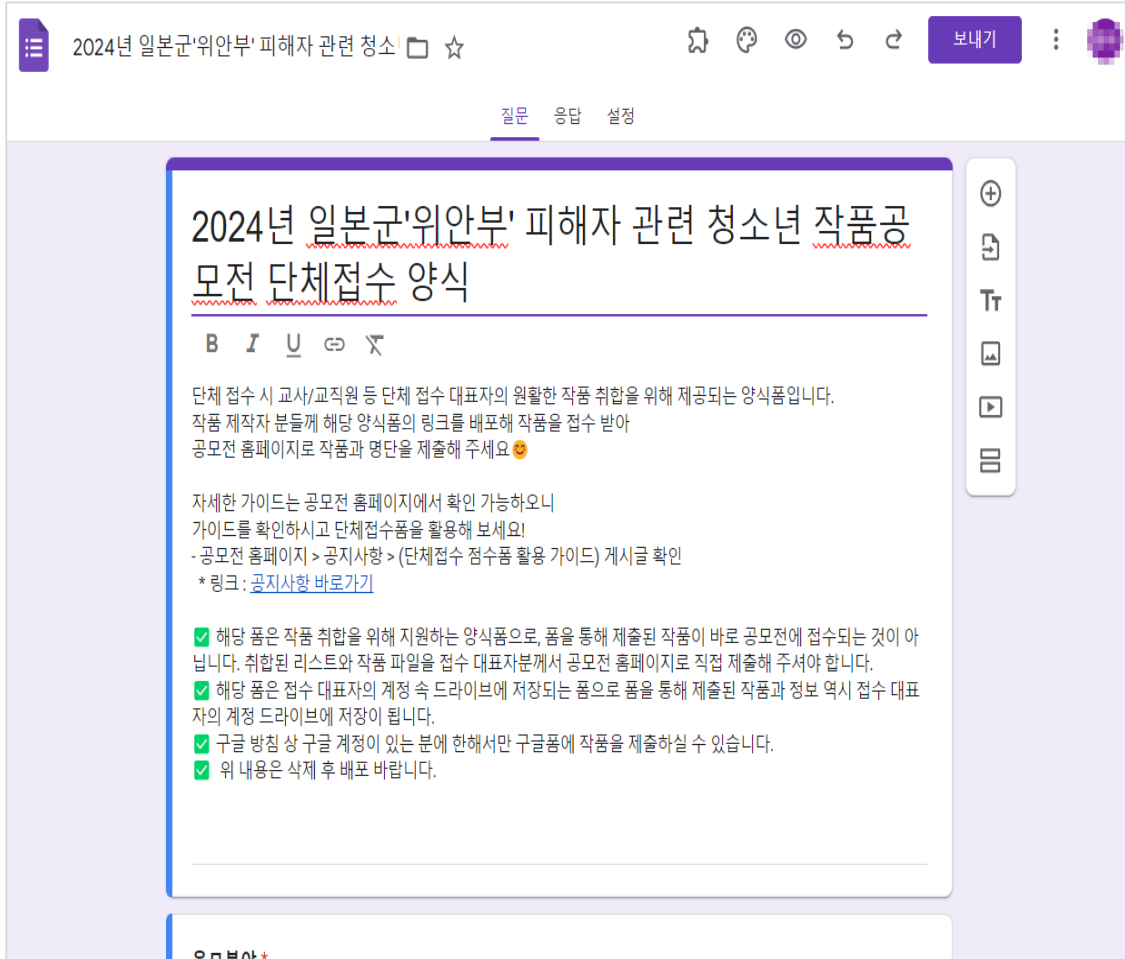 2024년 일본군'위안부' 피해자 관련 청소
보내기
질문 응답 설정
2024년 일본군'위안부' 피해자 관련 청소년 작품공
모전 단체접수 양식
B I U
단체 접수 시 교사/교직원 등 단체 접수 대표자의 원활한 작품 취합을 위해 제공되는 양식폼입니다.
작품 제작자 분들께 해당 양식폼의 링크를 배포해 작품을 접수 받아
공모전 홈페이지로 작품과 명단을 제출해 주세요😊
자세한 가이드는 공모전 홈페이지에서 확인 가능하오니
가이드를 확인하시고 단체접수폼을 활용해 보세요!
- 공모전 홈페이지 > 공지사항 > (단체접수 점수폼 활용 가이드) 게시글 확인
* 링크 : 공지사항 바로가기
✅ 해당 폼은 작품 취합을 위해 지원하는 양식폼으로, 폼을 통해 제출된 작품이 바로 공모전에 접수되는 것이 아
닙니다. 취합된 리스트와 작품 파일을 접수 대표자분께서 공모전 홈페이지로 직접 제출해 주셔야 합니다.
✅ 해당 폼은 접수 대표자의 계정 속 드라이브에 저장되는 폼으로 폼을 통해 제출된 작품과 정보 역시 접수 대표
자의 계정 드라이브에 저장이 됩니다.
✅ 구글 방침 상 구글 계정이 있는 분에 한해서만 구글폼에 작품을 제출하실 수 있습니다.
✅ 위 내용은 삭제 후 배포 바랍니다.